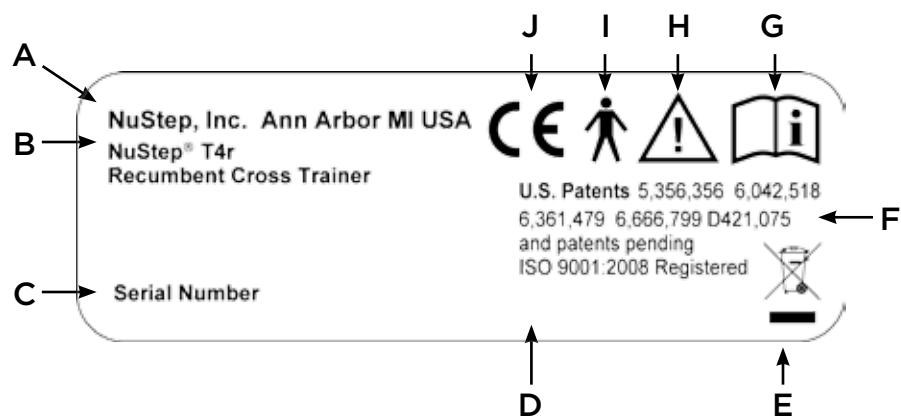 J I H G
A
NuStep, Inc. Ann Arbor MI USA CE
B NuStep® T4r
Recumbent Cross Trainer
U.S. Patents 5,356,356 6,042,518
6,361,479 6,666,799 D421,075 F
and patents pending
ISO 9001:2008 Registered
C Serial Number
D E